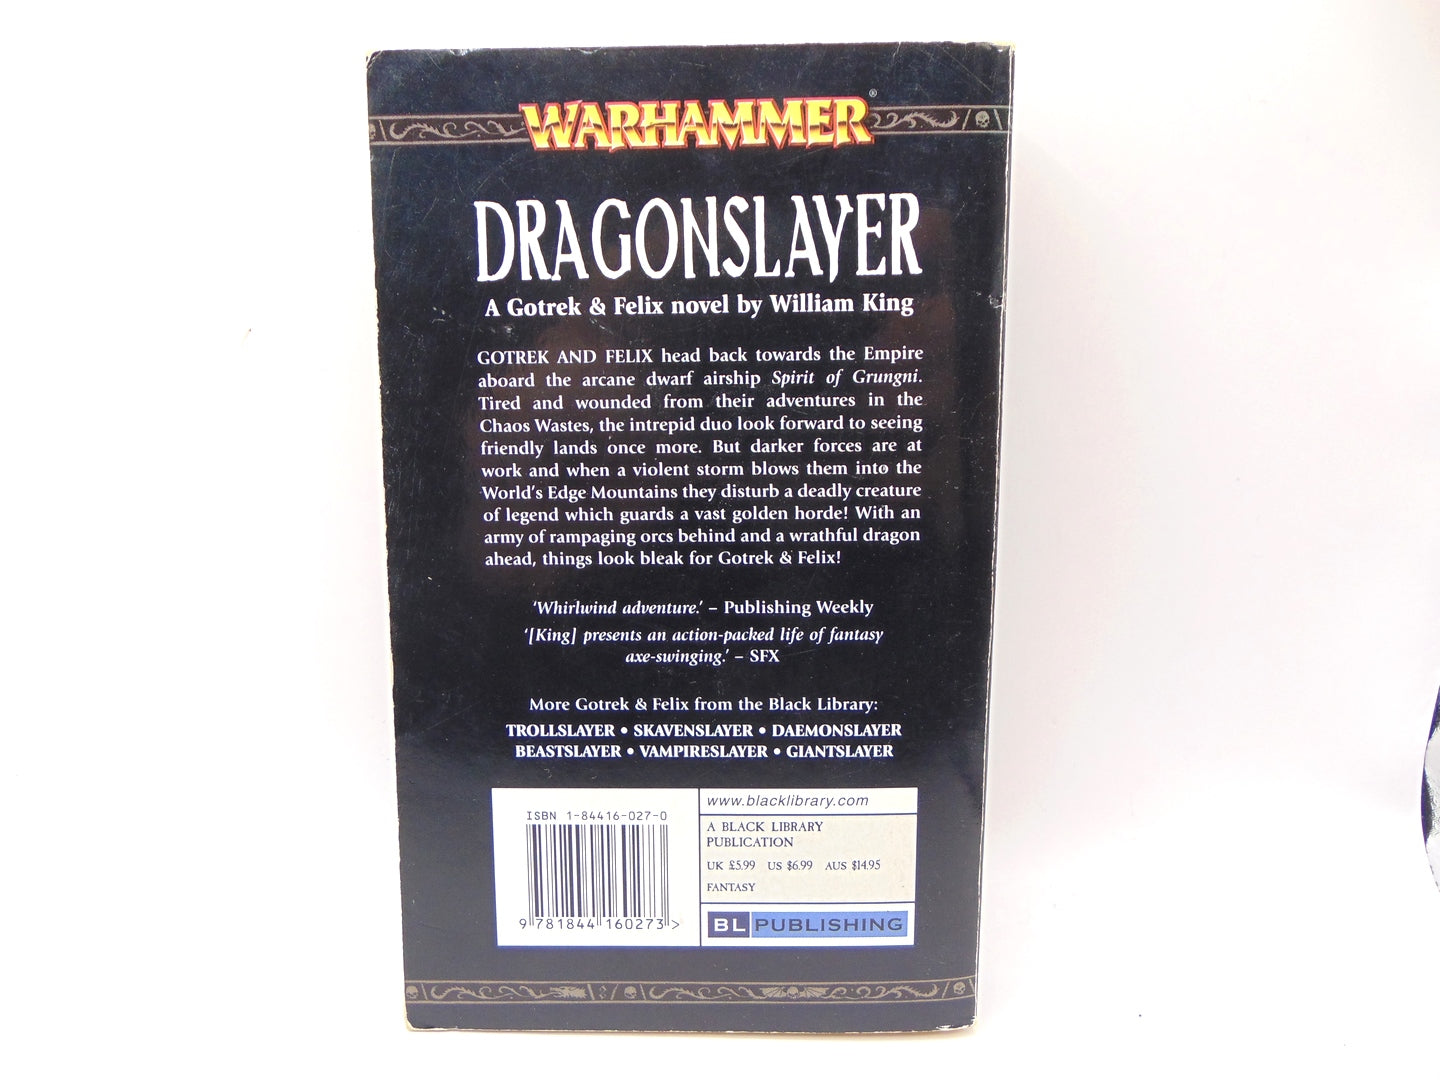 WARHAMMER®
DRAGONSLAYER
A Gotrek & Felix novel by William King
GOTREK AND FELIX head back towards the Empire
aboard the arcane dwarf airship Spirit of Grungni.
Tired and wounded from their adventures in the
Chaos Wastes, the intrepid duo look forward to seeing
friendly lands once more. But darker forces are at
work and when a violent storm blows them into the
World's Edge Mountains they disturb a deadly creature
of legend which guards a vast golden horde! With an
army of rampaging orcs behind and a wrathful dragon
ahead, things look bleak for Gotrek & Felix!
'Whirlwind adventure.' – Publishing Weekly
'[King] presents an action-packed life of fantasy
axe-swinging.' – SFX
More Gotrek & Felix from the Black Library:
TROLLSLAYER • SKAVENSLAYER • DAEMONSLAYER
BEASTSLAYER • VAMPIRESLAYER • GIANTSLAYER
ISBN 1-84416-027-0
9 781844 160273 >
www.blacklibrary.com
A BLACK LIBRARY
PUBLICATION
UK £5.99 US $6.99 AUS $14.95
FANTASY
BL PUBLISHING